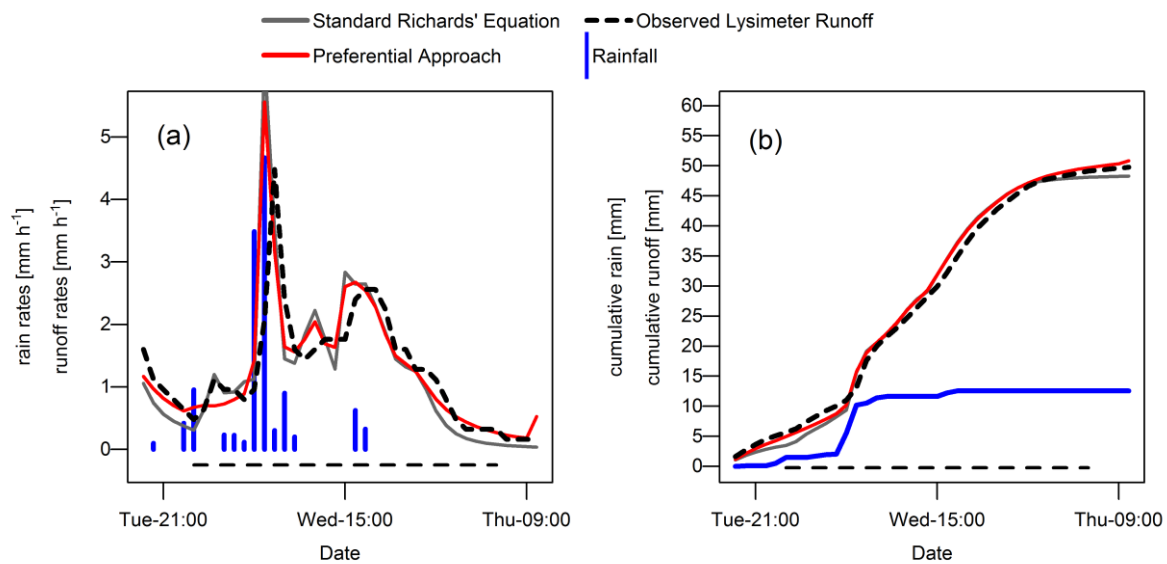 Standard Richards' Equation
Observed Lysimeter Runoff
Preferential Approach
Rainfall
(a)
rain rates [mm h⁻¹]
runoff rates [mm h⁻¹]
5
4
3
2
1
0
Tue-21:00
Wed-15:00
Thu-09:00
Date
(b)
cumulative rain [mm]
cumulative runoff [mm]
60
55
50
45
40
35
30
25
20
15
10
5
0
Tue-21:00
Wed-15:00
Thu-09:00
Date